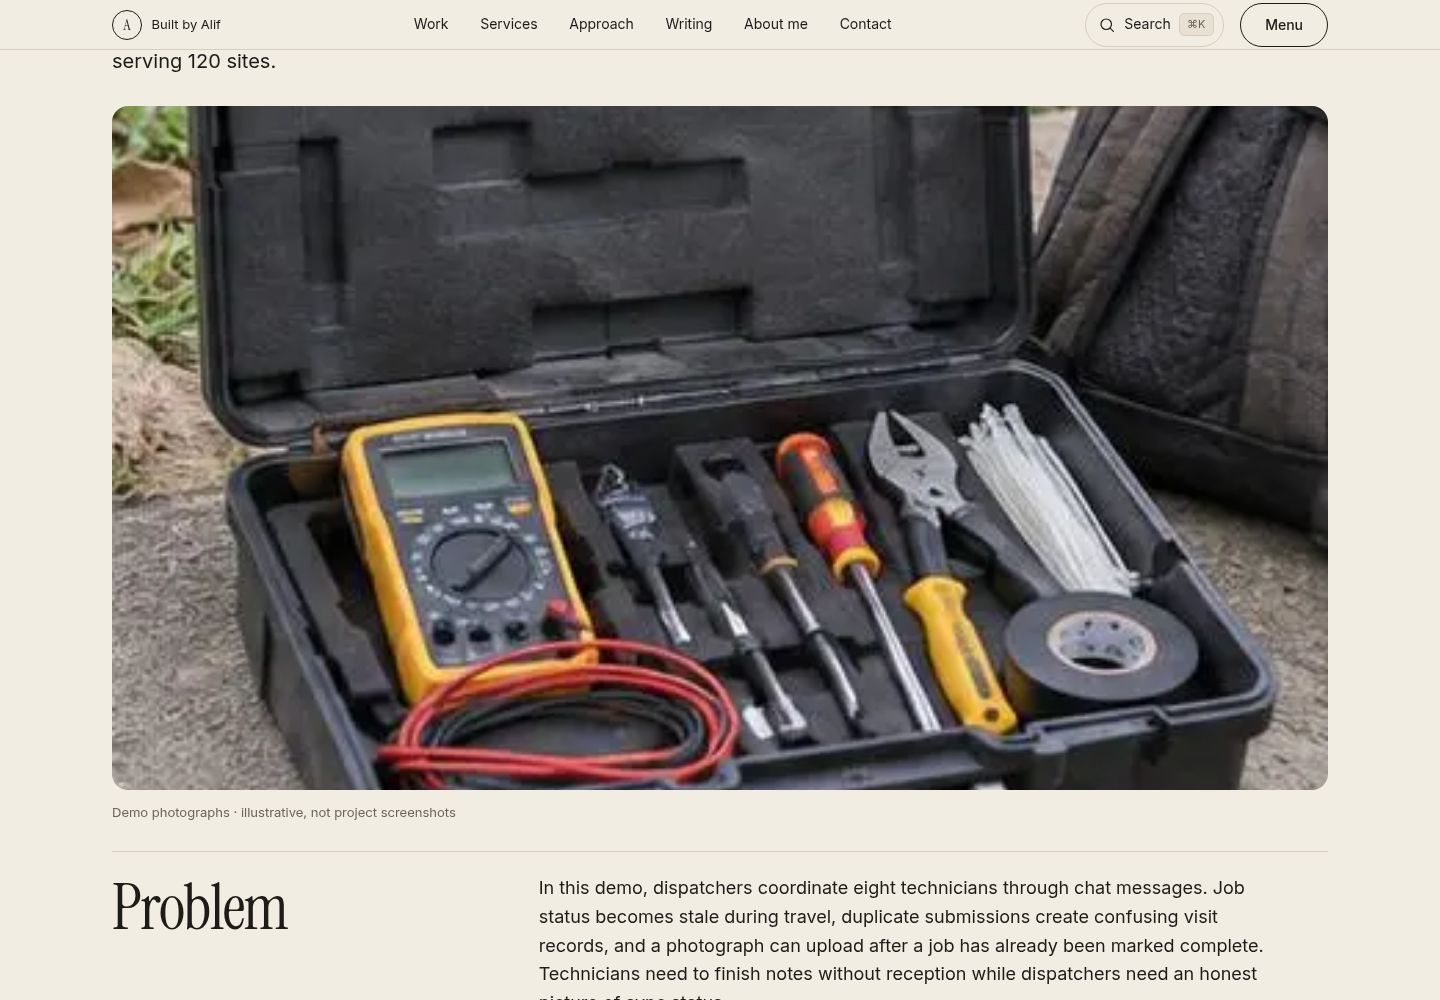 A
Built by Alif
Work
Services
Approach
Writing
About me
Contact
Search
⌘K
Menu
serving 120 sites.
Demo photographs · illustrative, not project screenshots
Problem
In this demo, dispatchers coordinate eight technicians through chat messages. Job
status becomes stale during travel, duplicate submissions create confusing visit
records, and a photograph can upload after a job has already been marked complete.
Technicians need to finish notes without reception while dispatchers need an honest